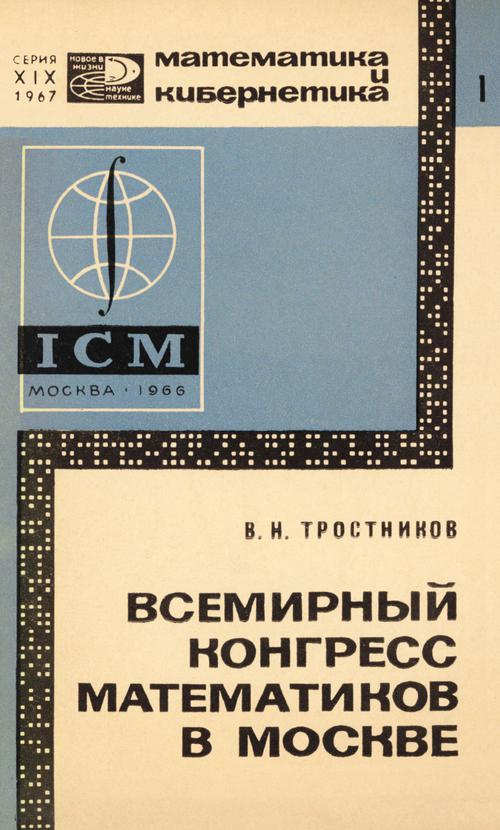 СЕРИЯ
XIX
1967
НОВОЕ В
ЖИЗНИ
НАУКЕ
ТЕХНИКЕ
математика
и
кибернетика
1
ICM
МОСКВА · 1966
В. Н. ТРОСТНИКОВ
ВСЕМИРНЫЙ
КОНГРЕСС
МАТЕМАТИКОВ
В МОСКВЕ